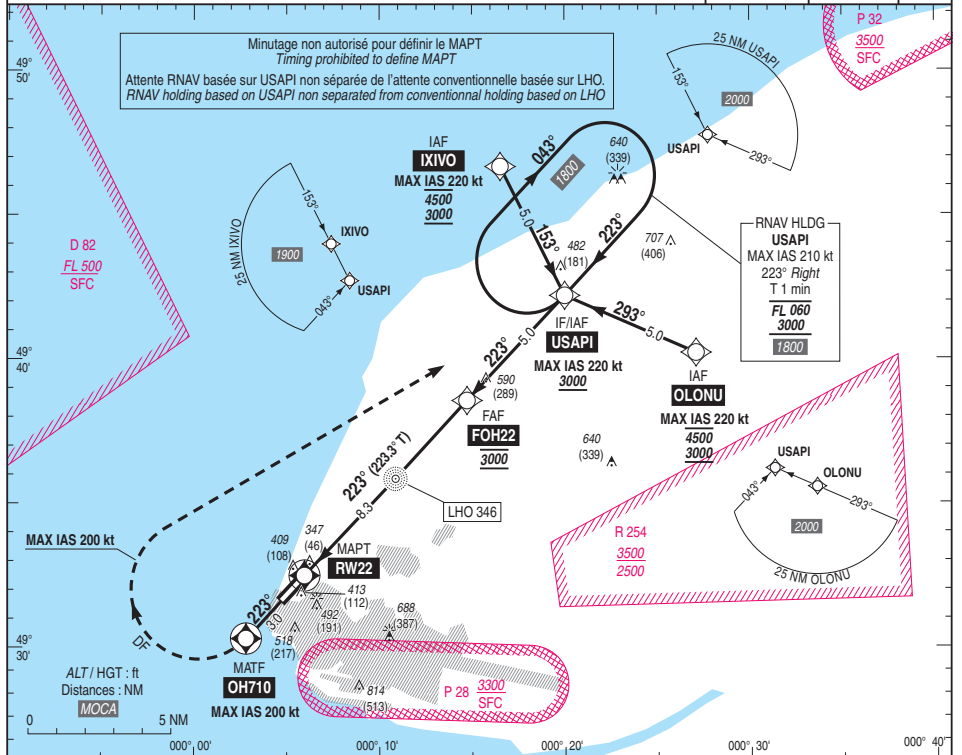 Minutage non autorisé pour définir le MAPT
Timing prohibited to define MAPT
Attente RNAV basée sur USAPI non séparée de l'attente conventionelle basée sur LHO.
RNAV holding based on USAPI non separated from conventionnal holding based on LHO
49°
50'
P 32
3500
SFC
25 NM USAPI
153°
2000
USAPI
293°
IAF
IXIVO
MAX IAS 220 kt
4500
3000
043°
1800
640
(339)
5.0
153°
223°
482
(181)
707
(406)
RNAV HLDG
USAPI
MAX IAS 210 kt
223° Right
T 1 min
FL 060
3000
1800
25 NM IXIVO
153°
1900
IXIVO
USAPI
043°
D 82
FL 500
SFC
293°
5.0
IF/IAF
USAPI
MAX IAS 220 kt
3000
223°
5.0
49°
40'
590
(289)
IAF
OLONU
MAX IAS 220 kt
4500
3000
FAF
FOH22
3000
640
(339)
USAPI
OLONU
043°
293°
2000
25 NM OLONU
223° (223.3° T)
8.3
LHO 346
R 254
3500
2500
MAX IAS 200 kt
347
(46)
409
(108)
MAPT
RW22
413
(112)
492
(191)
688
(387)
518
(217)
223°
3.0
DF
49°
30'
MATF
OH710
MAX IAS 200 kt
P 28
3300
SFC
814
(513)
ALT / HGT : ft
Distances : NM
MOCA
0
5 NM
000° 00'
000° 10'
000° 20'
000° 30'
000° 40'